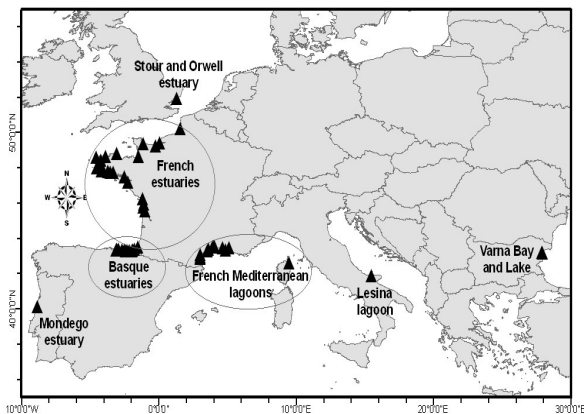 Stour and Orwell
estuary
50°0'0"N
French
estuaries
N
W E
S
Basque
estuaries
French Mediterranean
lagoons
Varna Bay
and Lake
Lesina
lagoon
40°0'0"N
Mondego
estuary
10°0'0"W 0°0'0" 10°0'0"E 20°0'0"E 30°0'0"E